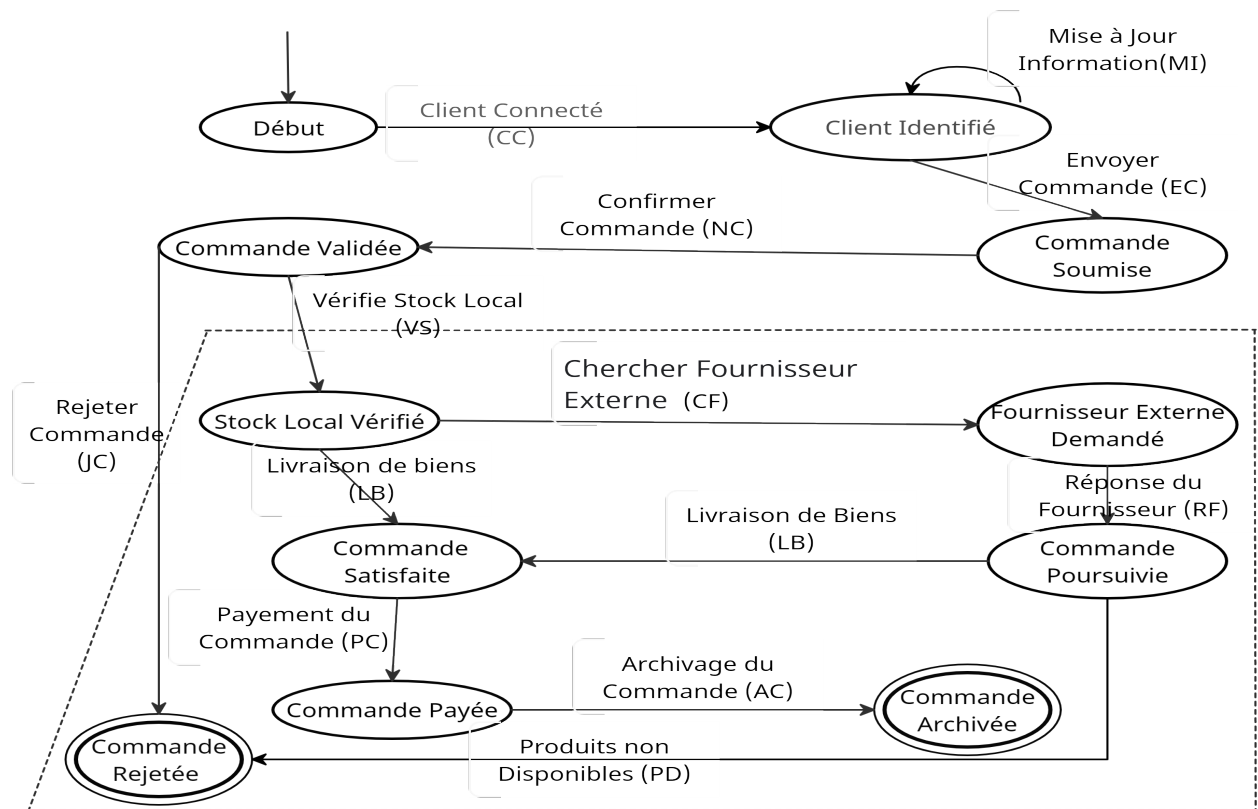 Mise à Jour
Information(MI)
Client Connecté
(CC)
Début
Client Identifié
Envoyer
Commande (EC)
Confirmer
Commande (NC)
Commande Validée
Commande
Soumise
Vérifie Stock Local
(VS)
Chercher Fournisseur
Externe (CF)
Rejeter
Commande
(JC)
Stock Local Vérifié
Fournisseur Externe
Demandé
Livraison de biens
(LB)
Réponse du
Fournisseur (RF)
Livraison de Biens
(LB)
Commande
Satisfaite
Commande
Poursuivie
Payement du
Commande (PC)
Archivage du
Commande (AC)
Commande Payée
Commande
Archivée
Commande
Rejetée
Produits non
Disponibles (PD)